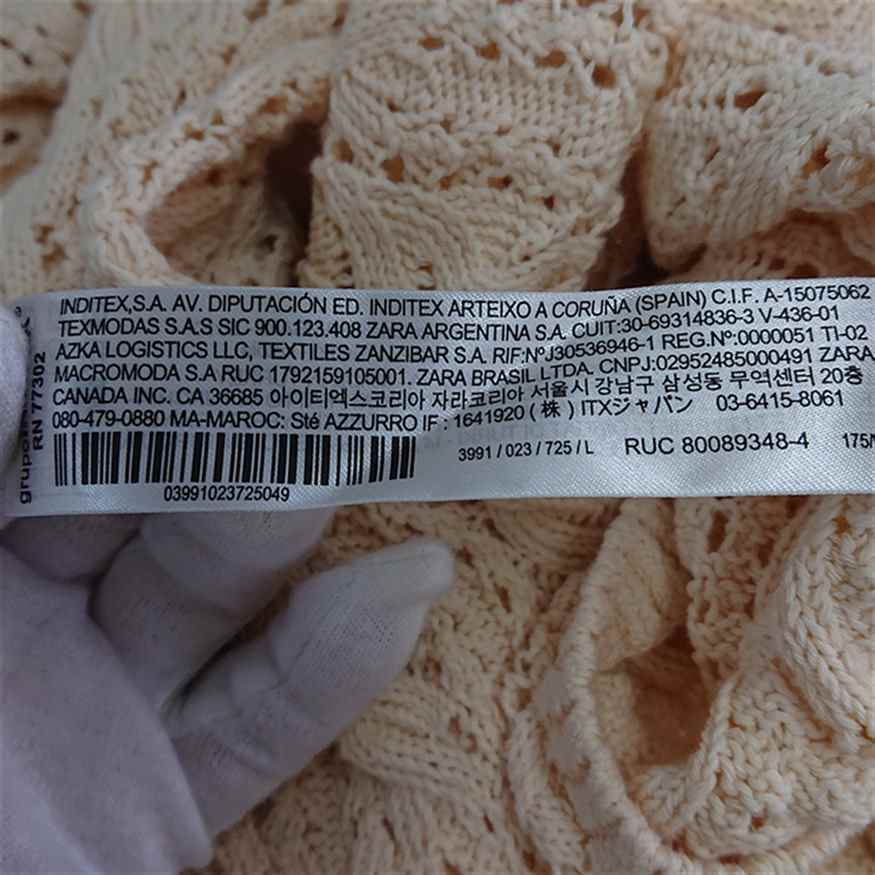 INDITEX,S.A. AV. DIPUTACIÓN ED. INDITEX ARTEIXO A CORUÑA (SPAIN) C.I.F. A-15075062
TEXMODAS S.A.S SIC 900.123.408 ZARA ARGENTINA S.A. CUIT:30-69314836-3 V-436-01
AZKA LOGISTICS LLC, TEXTILES ZANZIBAR S.A. RIF:NºJ30536946-1 REG.Nº:0000051 TI-02
MACROMODA S.A RUC 1792159105001. ZARA BRASIL LTDA. CNPJ:02952485000491 ZARA
CANADA INC. CA 36685 아이티엑스코리아 자라코리아 서울시 강남구 삼성동 무역센터 20층
080-479-0880 MA-MAROC: Sté AZZURRO IF : 1641920 (株) ITXジャパン 03-6415-8061
3991 / 023 / 725 / L RUC 80089348-4
03991023725049
RN 77302